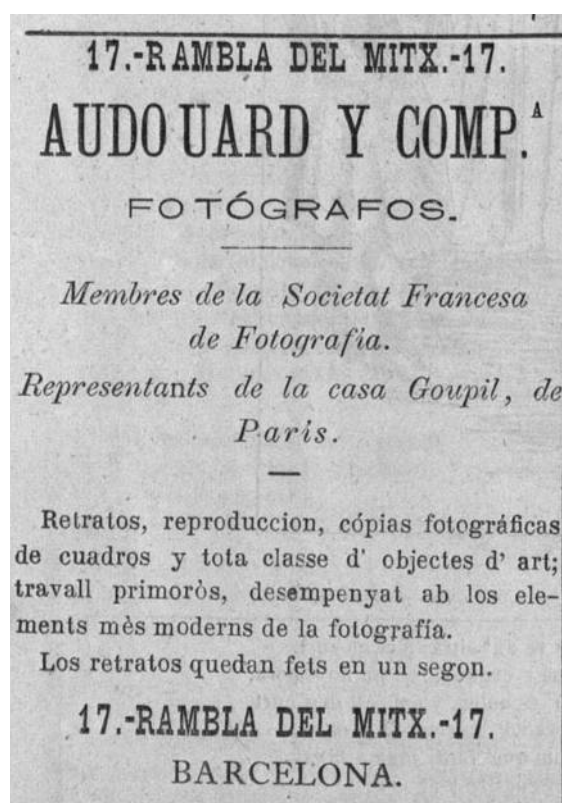 17.-RAMBLA DEL MITX.-17.
AUDOUARD Y COMP.A
FOTÓGRAFOS.
Membres de la Societat Francesa
de Fotografía.
Representants de la casa Goupil, de
París.
Retratos, reproduccion, cópias fotográficas
de cuadros y tota classe d' objectes d' art;
travall primoròs, desempenyat ab los ele-
ments mès moderns de la fotografía.
Los retratos quedan fets en un segon.
17.-RAMBLA DEL MITX.-17.
BARCELONA.